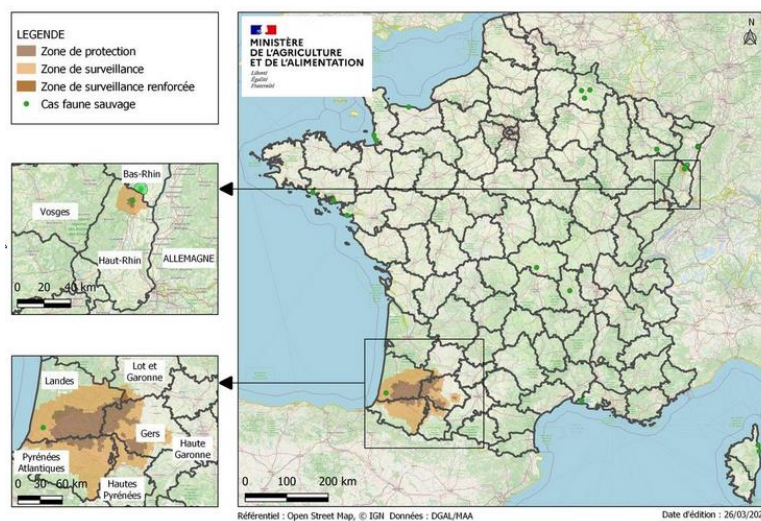 LEGENDE
Zone de protection
Zone de surveillance
Zone de surveillance renforcée
Cas faune sauvage
MINISTÈRE
DE L'AGRICULTURE
ET DE L'ALIMENTATION
Liberté
Égalité
Fraternité
N
Bas-Rhin
Vosges
Haut-Rhin
ALLEMAGNE
0 20 40 km
Landes
Lot et
Garonne
Gers
Haute
Garonne
Pyrénées
Atlantiques
Hautes
Pyrénées
0 30 60 km
0 100 200 km
Référentiel : Open Street Map, © IGN Données : DGAL/MAA
Date d'édition : 26/03/202